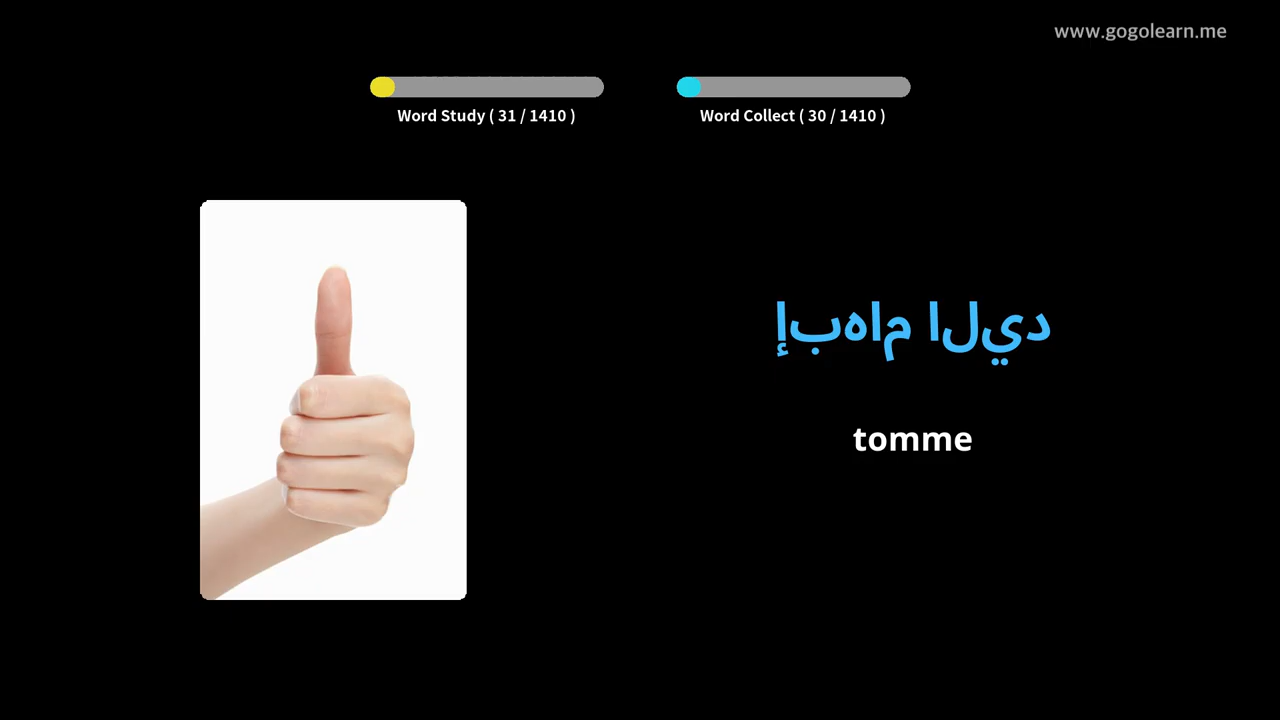 www.gogolearn.me
Word Study ( 31 / 1410 )
Word Collect ( 30 / 1410 )
إبهام اليد
tomme